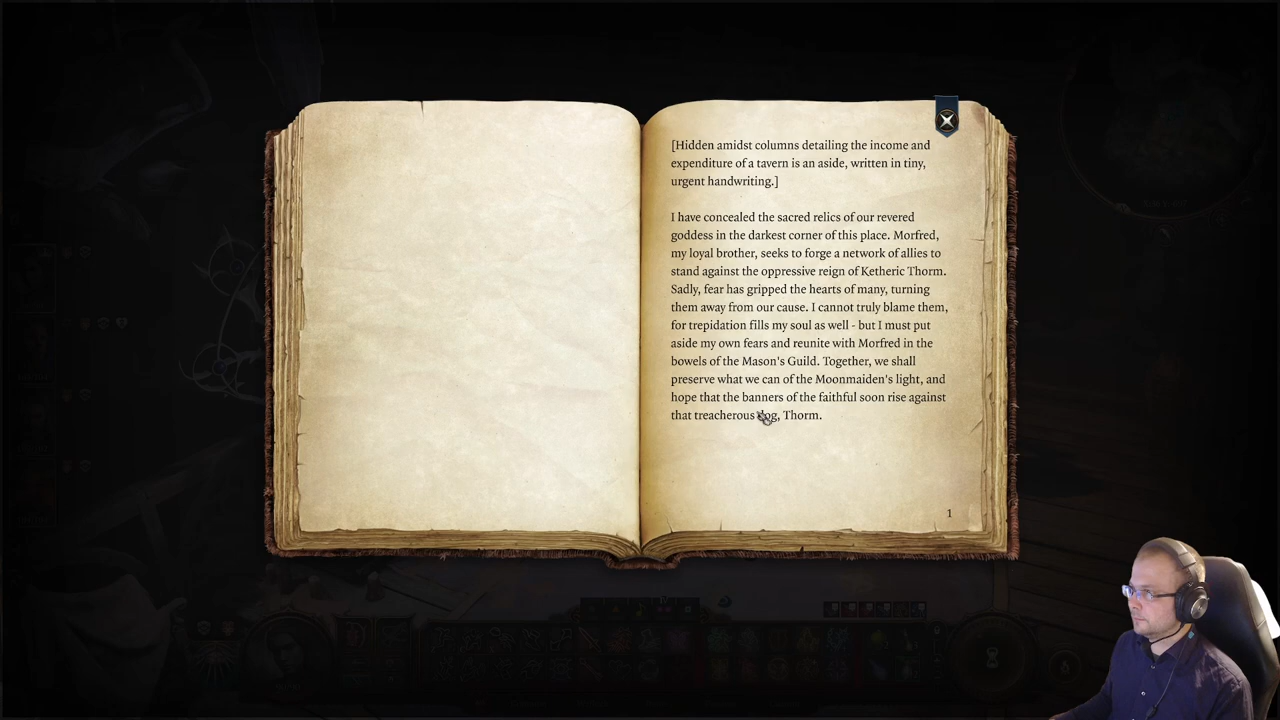 [Hidden amidst columns detailing the income and
expenditure of a tavern is an aside, written in tiny,
urgent handwriting.]
I have concealed the sacred relics of our revered
goddess in the darkest corner of this place. Morfred,
my loyal brother, seeks to forge a network of allies to
stand against the oppressive reign of Ketheric Thorm.
Sadly, fear has gripped the hearts of many, turning
them away from our cause. I cannot truly blame them,
for trepidation fills my soul as well - but I must put
aside my own fears and reunite with Morfred in the
bowels of the Mason's Guild. Together, we shall
preserve what we can of the Moonmaiden's light, and
hope that the banners of the faithful soon rise against
that treacherous dog, Thorm.
1